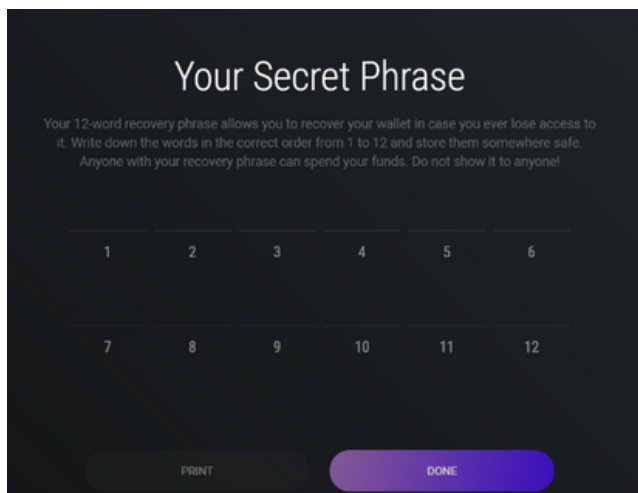 Your Secret Phrase
Your 12-word recovery phrase allows you to recover your wallet in case you ever lose access to
it. Write down the words in the correct order from 1 to 12 and store them somewhere safe.
Anyone with your recovery phrase can spend your funds. Do not show it to anyone!
1 2 3 4 5 6
7 8 9 10 11 12
PRINT DONE